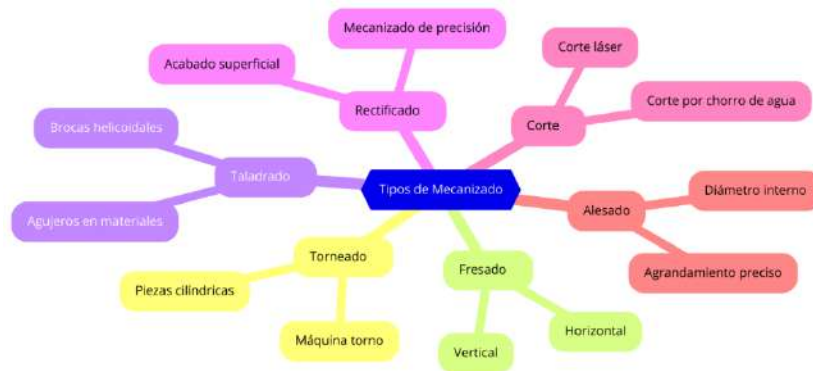 Tipos de Mecanizado
Rectificado
Mecanizado de precisión
Acabado superficial
Corte
Corte láser
Corte por chorro de agua
Alesado
Diámetro interno
Agrandamiento preciso
Fresado
Horizontal
Vertical
Torneado
Piezas cilíndricas
Máquina torno
Taladrado
Brocas helicoidales
Agujeros en materiales